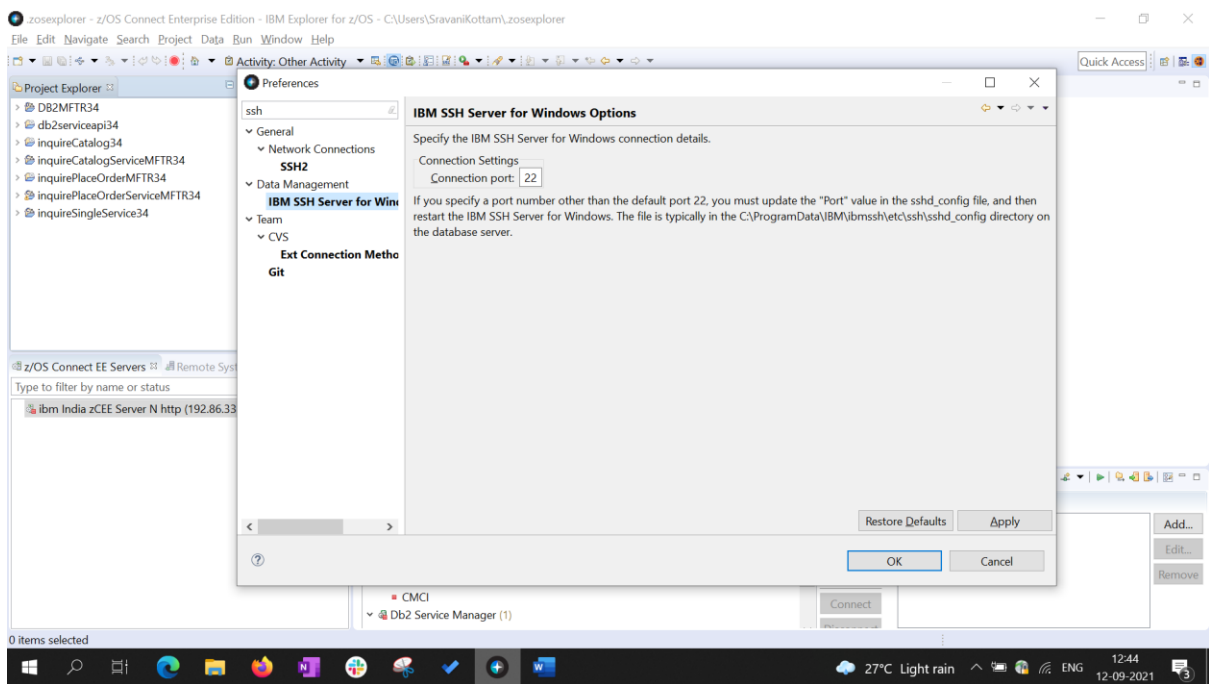 .zosexplorer - z/OS Connect Enterprise Edition - IBM Explorer for z/OS - C:\Users\SravaniKottam\.zosexplorer
File Edit Navigate Search Project Data Run Window Help
Activity: Other Activity
Quick Access
Project Explorer
DB2MFTR34
db2serviceapi34
inquireCatalog34
inquireCatalogServiceMFTR34
inquirePlaceOrderMFTR34
inquirePlaceOrderServiceMFTR34
inquireSingleService34
z/OS Connect EE Servers Remote Syst
Type to filter by name or status
ibm India zCEE Server N http (192.86.33
Preferences
ssh
General
Network Connections
SSH2
Data Management
IBM SSH Server for Wind
Team
CVS
Ext Connection Metho
Git
IBM SSH Server for Windows Options
Specify the IBM SSH Server for Windows connection details.
Connection Settings
Connection port: 22
If you specify a port number other than the default port 22, you must update the "Port" value in the sshd_config file, and then
restart the IBM SSH Server for Windows. The file is typically in the C:\ProgramData\IBM\ibmssh\etc\ssh\sshd_config directory on
the database server.
Restore Defaults Apply
OK Cancel
Add...
Edit...
Remove
CMCI
Db2 Service Manager (1)
Connect
0 items selected
27°C Light rain ENG 12:44
12-09-2021
3